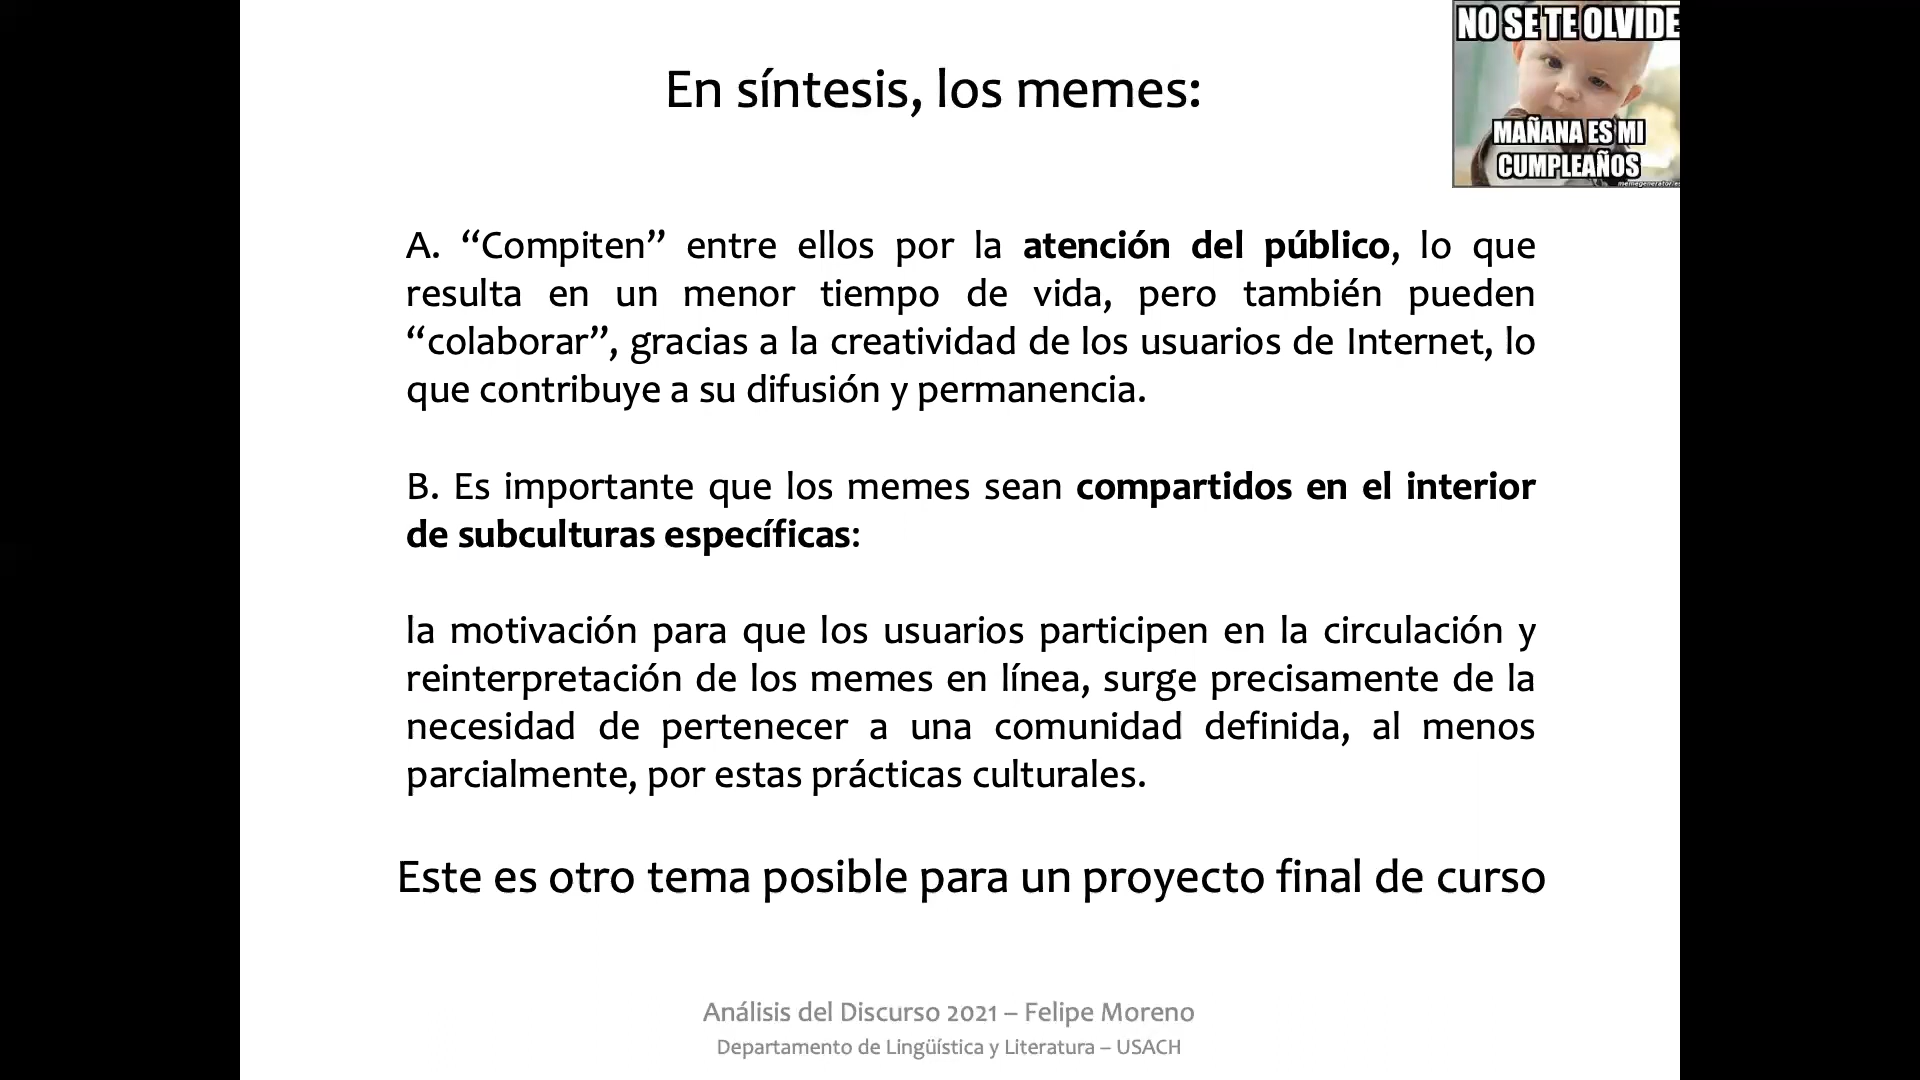 NO SE TE OLVIDE
MAÑANA ES MI
CUMPLEAÑOS
memegenerator.es
En síntesis, los memes:
A. “Compiten” entre ellos por la atención del público, lo que
resulta en un menor tiempo de vida, pero también pueden
“colaborar”, gracias a la creatividad de los usuarios de Internet, lo
que contribuye a su difusión y permanencia.
B. Es importante que los memes sean compartidos en el interior
de subculturas específicas:
la motivación para que los usuarios participen en la circulación y
reinterpretación de los memes en línea, surge precisamente de la
necesidad de pertenecer a una comunidad definida, al menos
parcialmente, por estas prácticas culturales.
Este es otro tema posible para un proyecto final de curso
Análisis del Discurso 2021 – Felipe Moreno
Departamento de Lingüística y Literatura – USACH